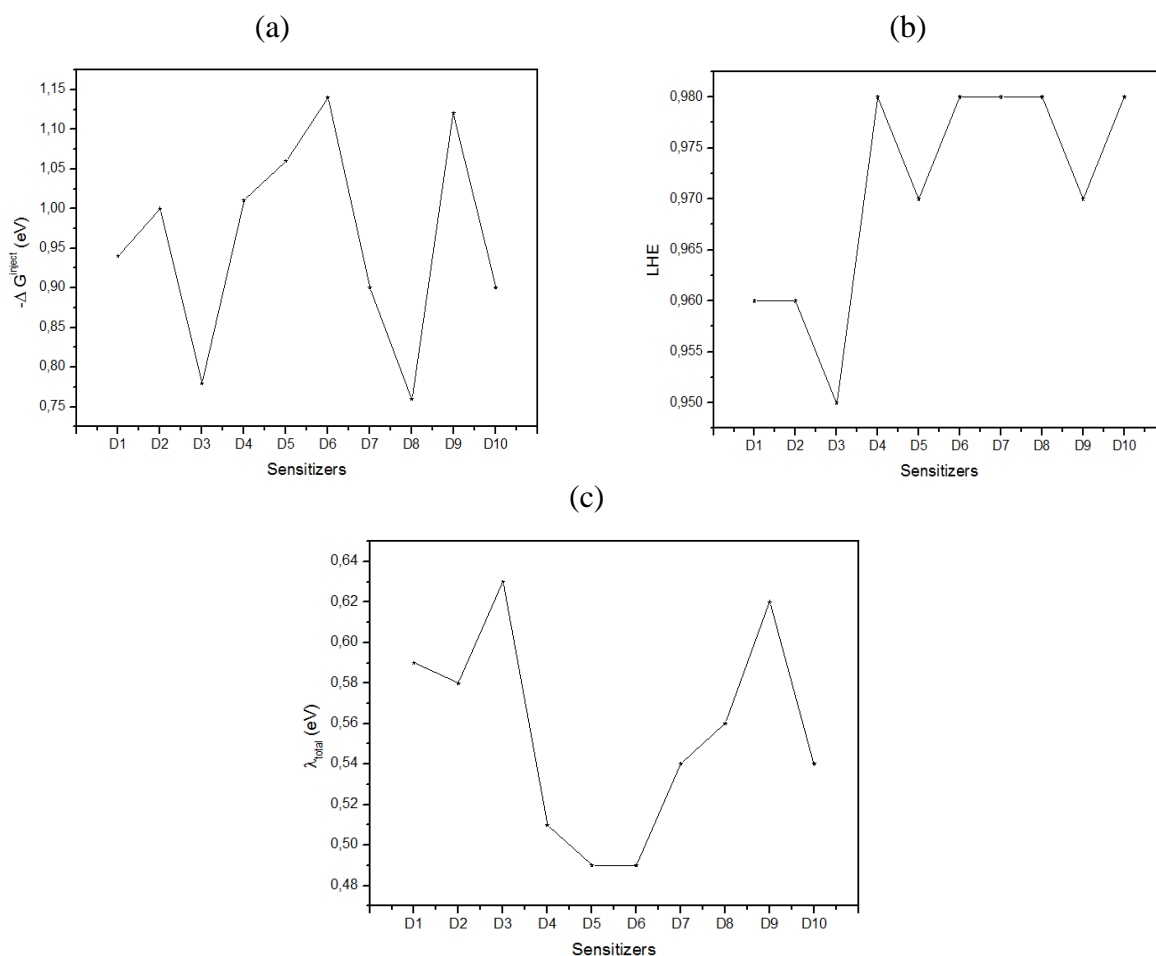 (a)
(b)
1,15
1,10
1,05
1,00
0,95
0,90
0,85
0,80
0,75
-Δ G^inject (eV)
D1 D2 D3 D4 D5 D6 D7 D8 D9 D10
Sensitizers
0,980
0,975
0,970
0,965
0,960
0,955
0,950
LHE
D1 D2 D3 D4 D5 D6 D7 D8 D9 D10
Sensitizers
(c)
0,64
0,62
0,60
0,58
0,56
0,54
0,52
0,50
0,48
λ_total (eV)
D1 D2 D3 D4 D5 D6 D7 D8 D9 D10
Sensitizers